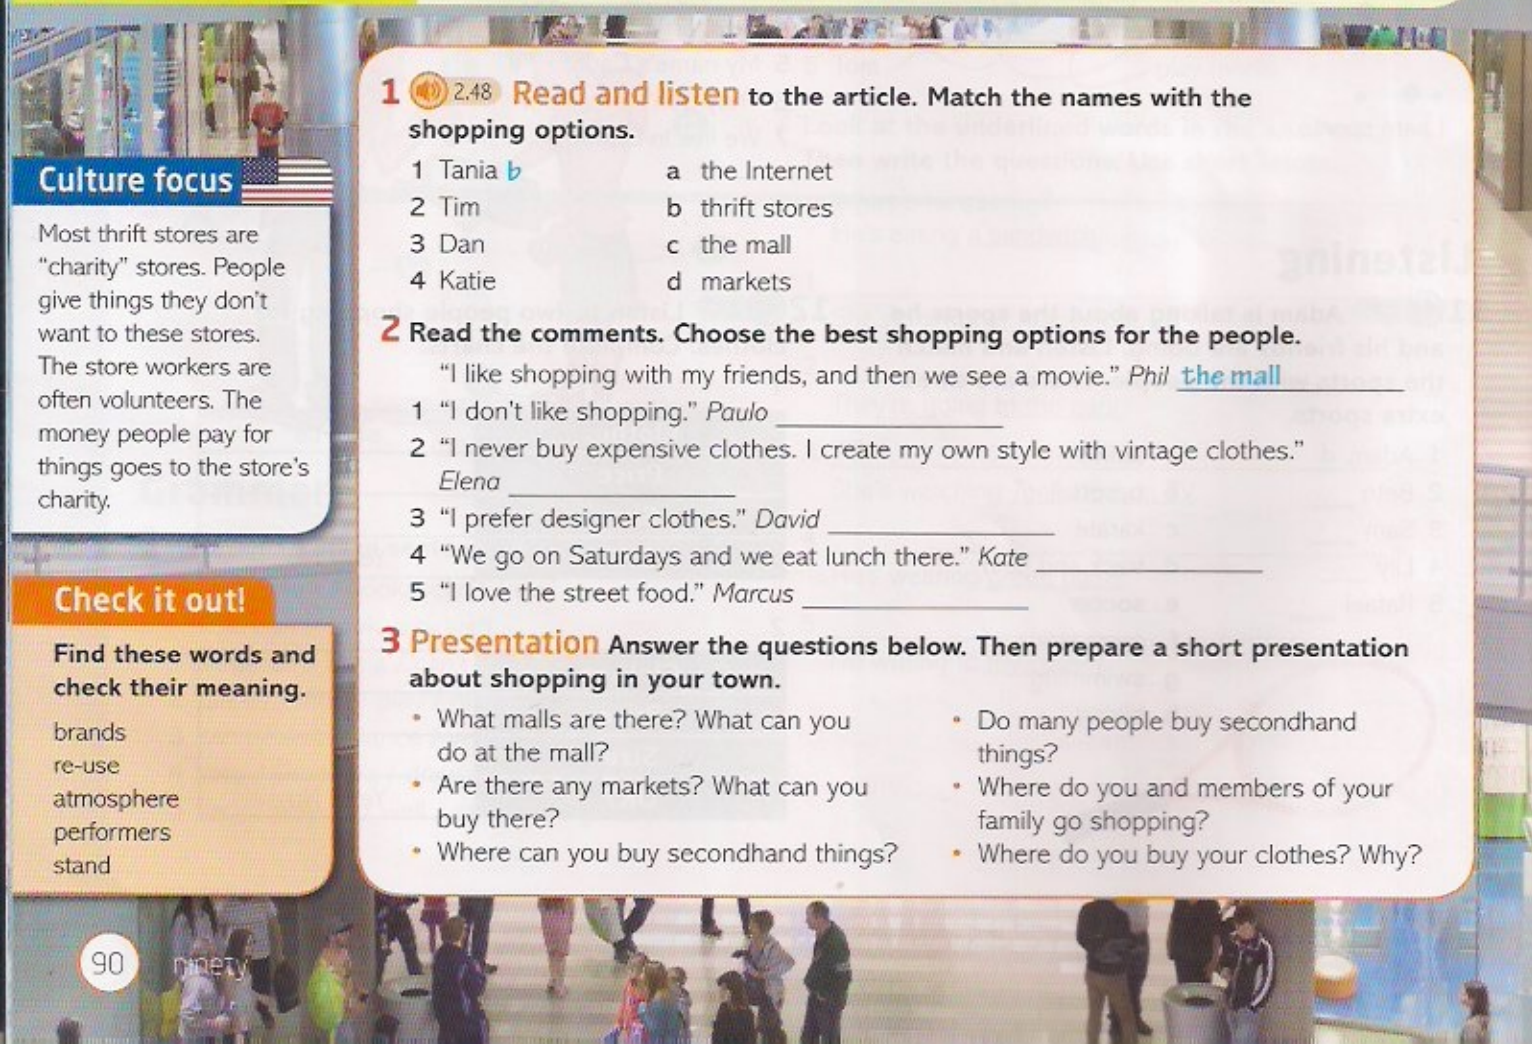 Culture focus
Most thrift stores are
“charity” stores. People
give things they don’t
want to these stores.
The store workers are
often volunteers. The
money people pay for
things goes to the store’s
charity.
Check it out!
Find these words and
check their meaning.
brands
re-use
atmosphere
performers
stand
1 2.48 Read and listen to the article. Match the names with the
shopping options.
1 Tania b
a the Internet
2 Tim
b thrift stores
3 Dan
c the mall
4 Katie
d markets
2 Read the comments. Choose the best shopping options for the people.
“I like shopping with my friends, and then we see a movie.” Phil the mall
1 “I don’t like shopping.” Paulo
2 “I never buy expensive clothes. I create my own style with vintage clothes.”
Elena
3 “I prefer designer clothes.” David
4 “We go on Saturdays and we eat lunch there.” Kate
5 “I love the street food.” Marcus
3 Presentation Answer the questions below. Then prepare a short presentation
about shopping in your town.
• What malls are there? What can you
do at the mall?
• Are there any markets? What can you
buy there?
• Where can you buy secondhand things?
• Do many people buy secondhand
things?
• Where do you and members of your
family go shopping?
• Where do you buy your clothes? Why?
90 ninety